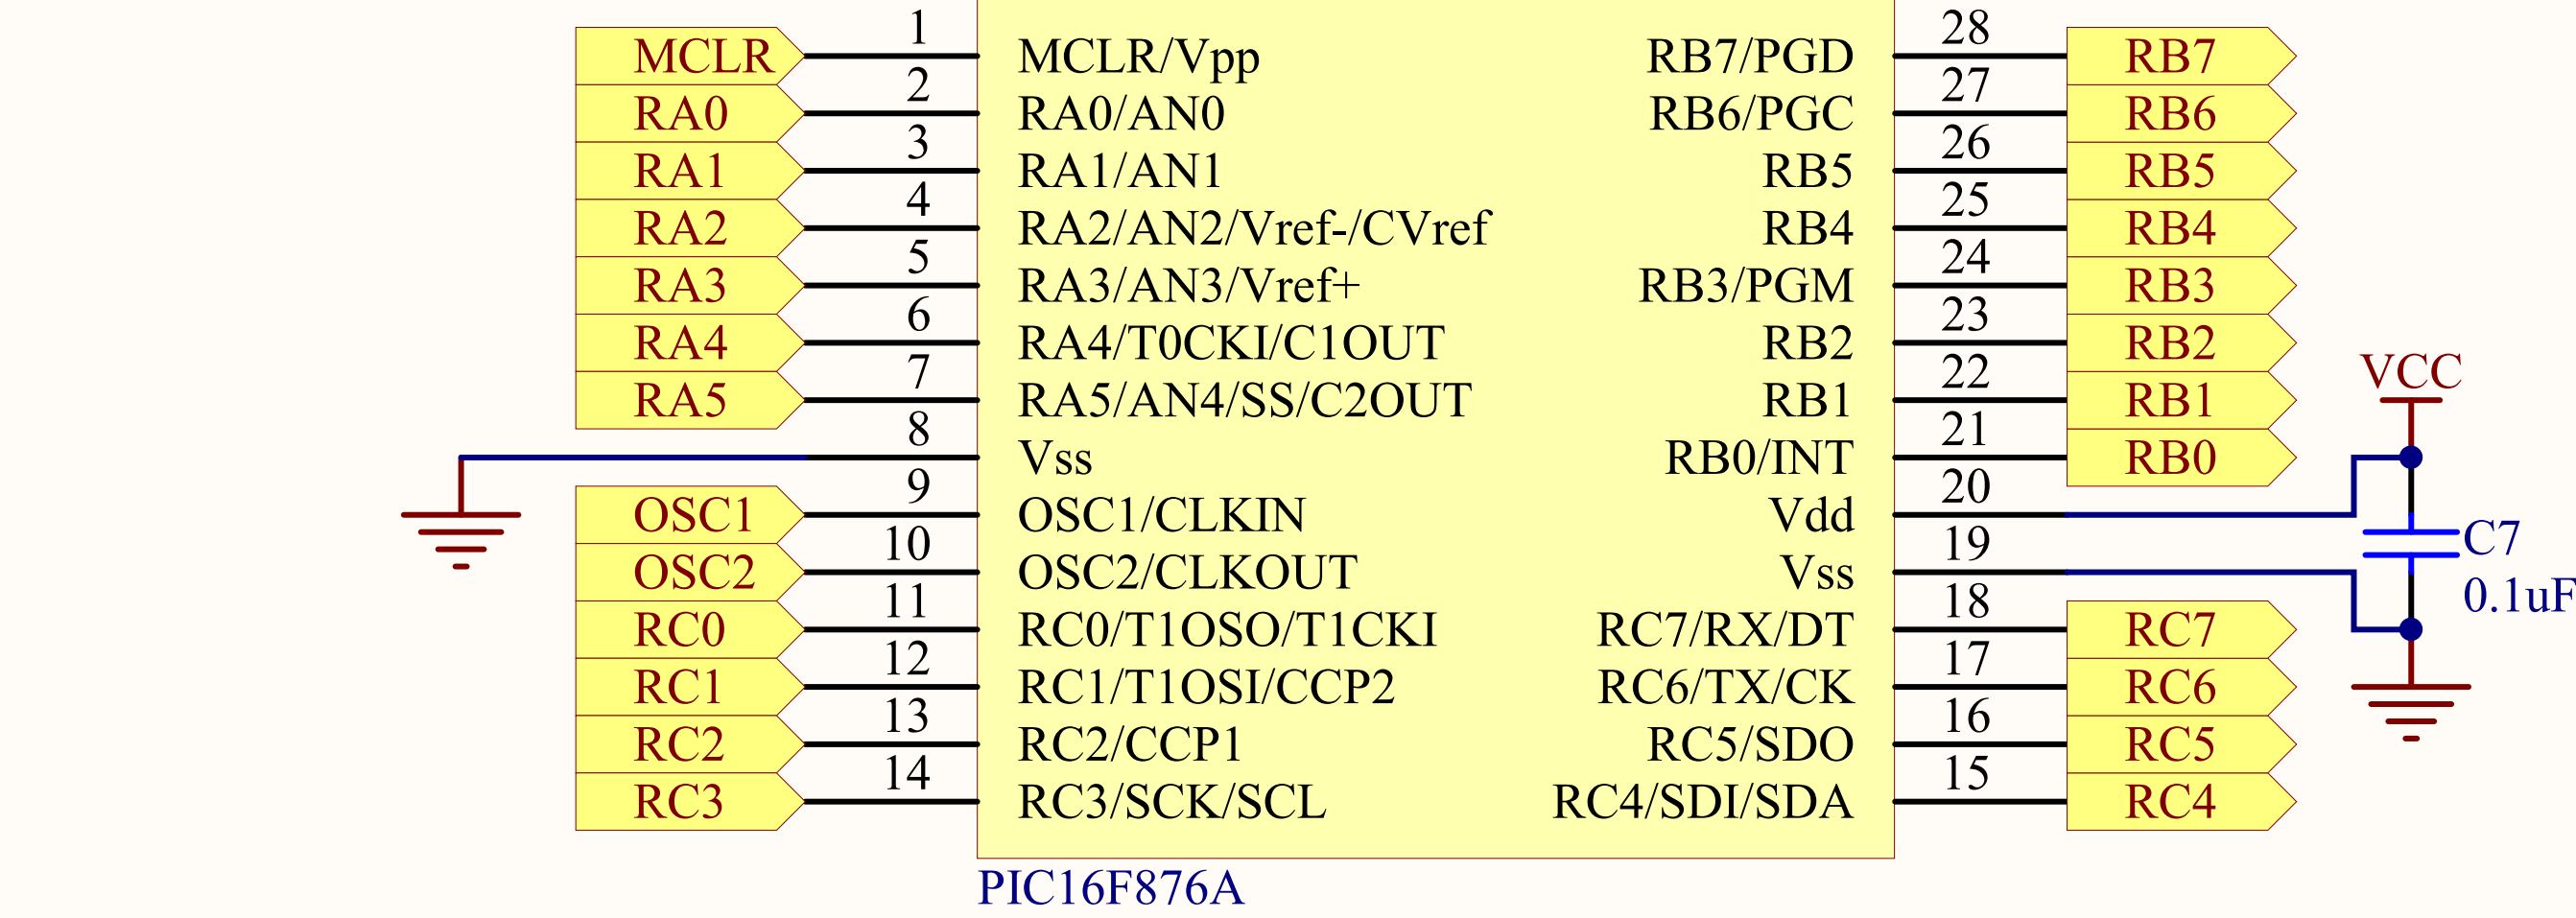 MCLR 1 MCLR/Vpp RB7/PGD 28 RB7
RA0 2 RA0/AN0 RB6/PGC 27 RB6
RA1 3 RA1/AN1 RB5 26 RB5
RA2 4 RA2/AN2/Vref-/CVref RB4 25 RB4
RA3 5 RA3/AN3/Vref+ RB3/PGM 24 RB3
RA4 6 RA4/T0CKI/C1OUT RB2 23 RB2
RA5 7 RA5/AN4/SS/C2OUT RB1 22 RB1 VCC
8 Vss RB0/INT 21 RB0
OSC1 9 OSC1/CLKIN Vdd 20 C7
OSC2 10 OSC2/CLKOUT Vss 19 0.1uF
RC0 11 RC0/T1OSO/T1CKI RC7/RX/DT 18 RC7
RC1 12 RC1/T1OSI/CCP2 RC6/TX/CK 17 RC6
RC2 13 RC2/CCP1 RC5/SDO 16 RC5
RC3 14 RC3/SCK/SCL RC4/SDI/SDA 15 RC4
PIC16F876A